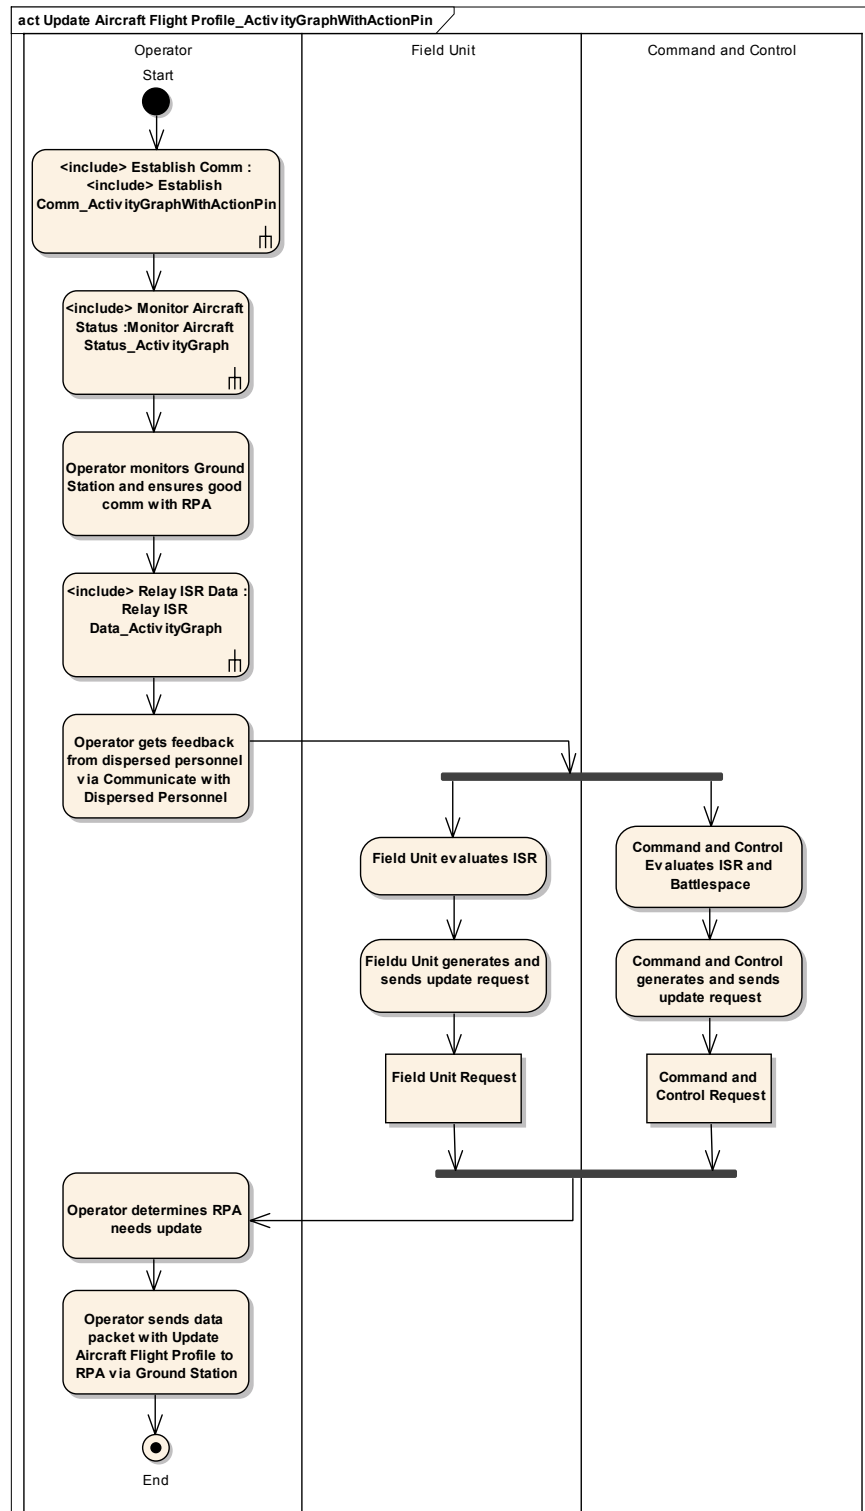 act Update Aircraft Flight Profile_ActivityGraphWithActionPin
Operator
Field Unit
Command and Control
Start
<include> Establish Comm :
<include> Establish
Comm_ActivityGraphWithActionPin
<include> Monitor Aircraft
Status :Monitor Aircraft
Status_ActivityGraph
Operator monitors Ground
Station and ensures good
comm with RPA
<include> Relay ISR Data :
Relay ISR
Data_ActivityGraph
Operator gets feedback
from dispersed personnel
via Communicate with
Dispersed Personnel
Field Unit evaluates ISR
Command and Control
Evaluates ISR and
Battlespace
Fieldu Unit generates and
sends update request
Command and Control
generates and sends
update request
Field Unit Request
Command and
Control Request
Operator determines RPA
needs update
Operator sends data
packet with Update
Aircraft Flight Profile to
RPA via Ground Station
End